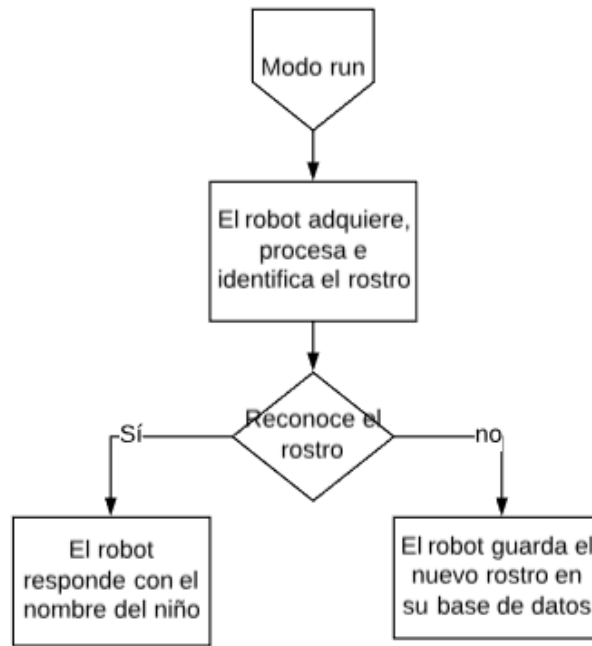 Modo run
El robot adquiere,
procesa e
identifica el rostro
Reconoce el
rostro
Sí
no
El robot
responde con el
nombre del niño
El robot guarda el
nuevo rostro en
su base de datos